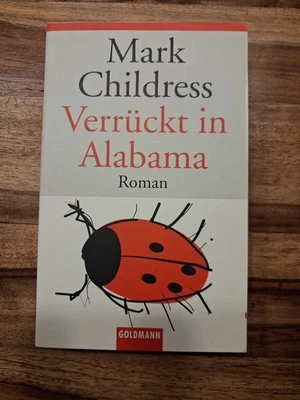 Mark
Childress
Verrückt in
Alabama
Roman
GOLDMANN